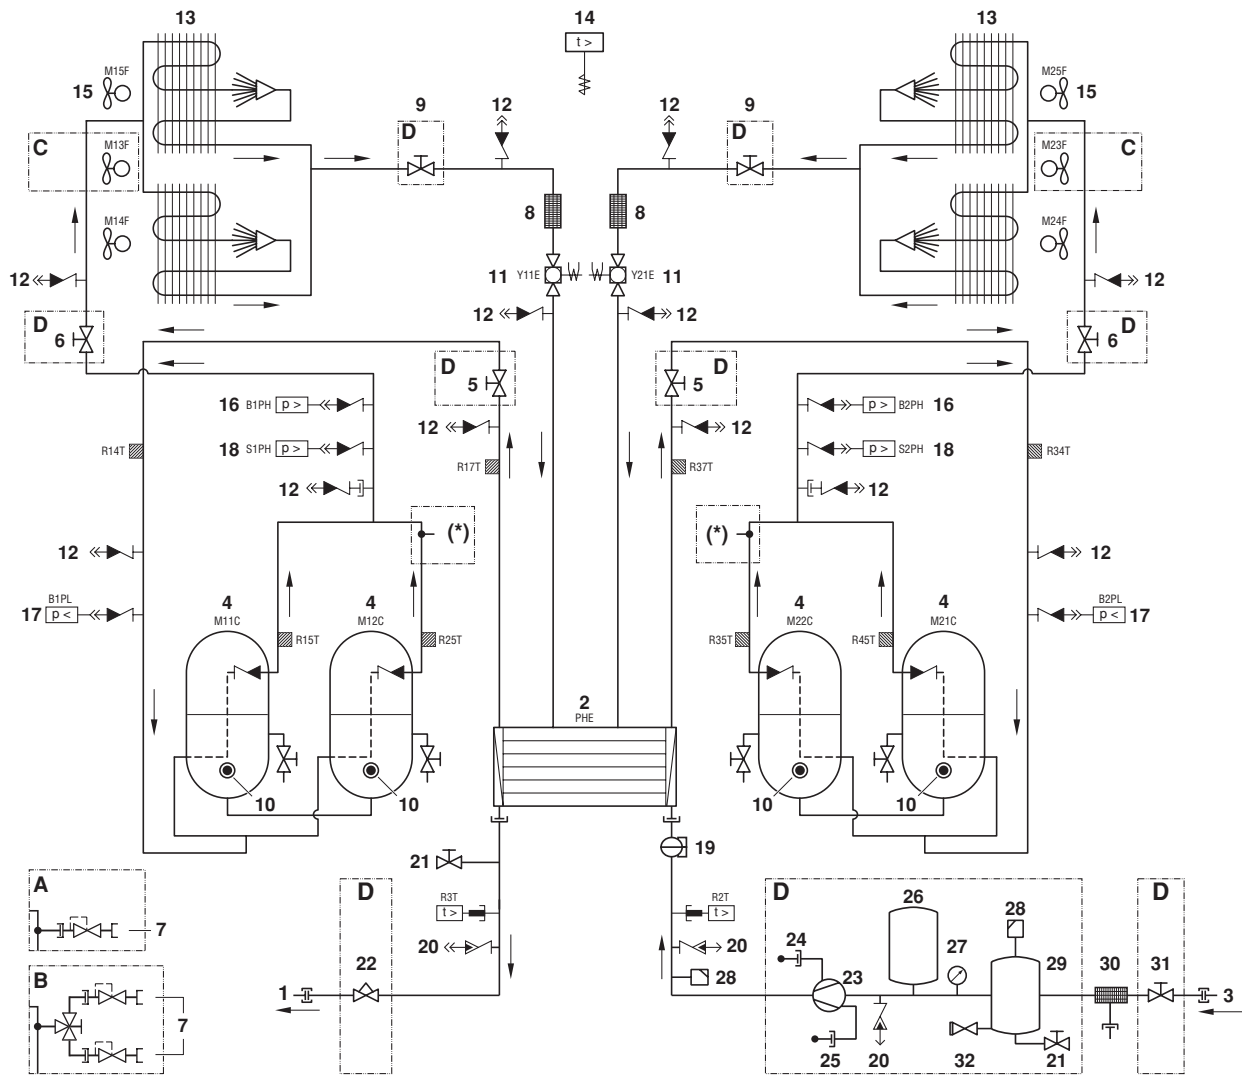 13
14
13
t >
15 M15F
M25F 15
9
12
12
9
D
D
C M13F
M23F C
8
8
M14F
M24F
12
11 Y11E
Y21E 11
12
12
12
D 6
6 D
D 5
5 D
16 B1PH p >
p > B2PH 16
12
12
18 S1PH p >
p > S2PH 18
R14T
R17T
R37T
R34T
12
12
(*)
(*)
12
12
17 B1PL p <
B2PL p < 17
4
M11C
4
M12C
4
M22C
4
M21C
R15T
R25T
R35T
R45T
2
PHE
10
10
10
10
21
19
A
7
D
D
D
R3T
t >
R2T
t >
26
28
20
20
24
27
B
22
28
23
29
30
31
1
3
7
25
20
32
21